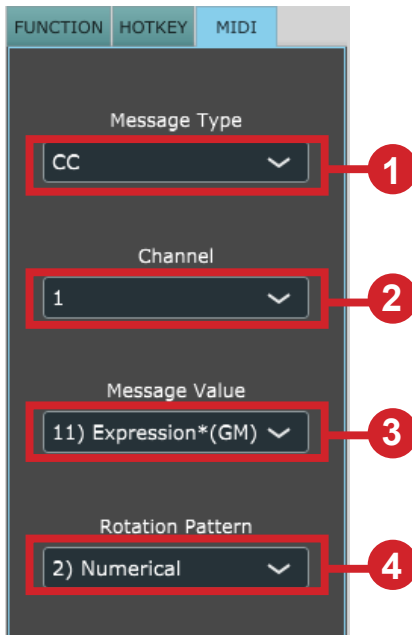 FUNCTION HOTKEY MIDI
Message Type
CC
1
Channel
1
2
Message Value
11) Expression*(GM)
3
Rotation Pattern
2) Numerical
4